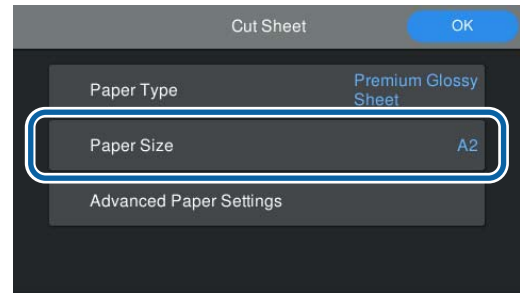 Cut Sheet
OK
Paper Type
Premium Glossy
Sheet
Paper Size
A2
Advanced Paper Settings